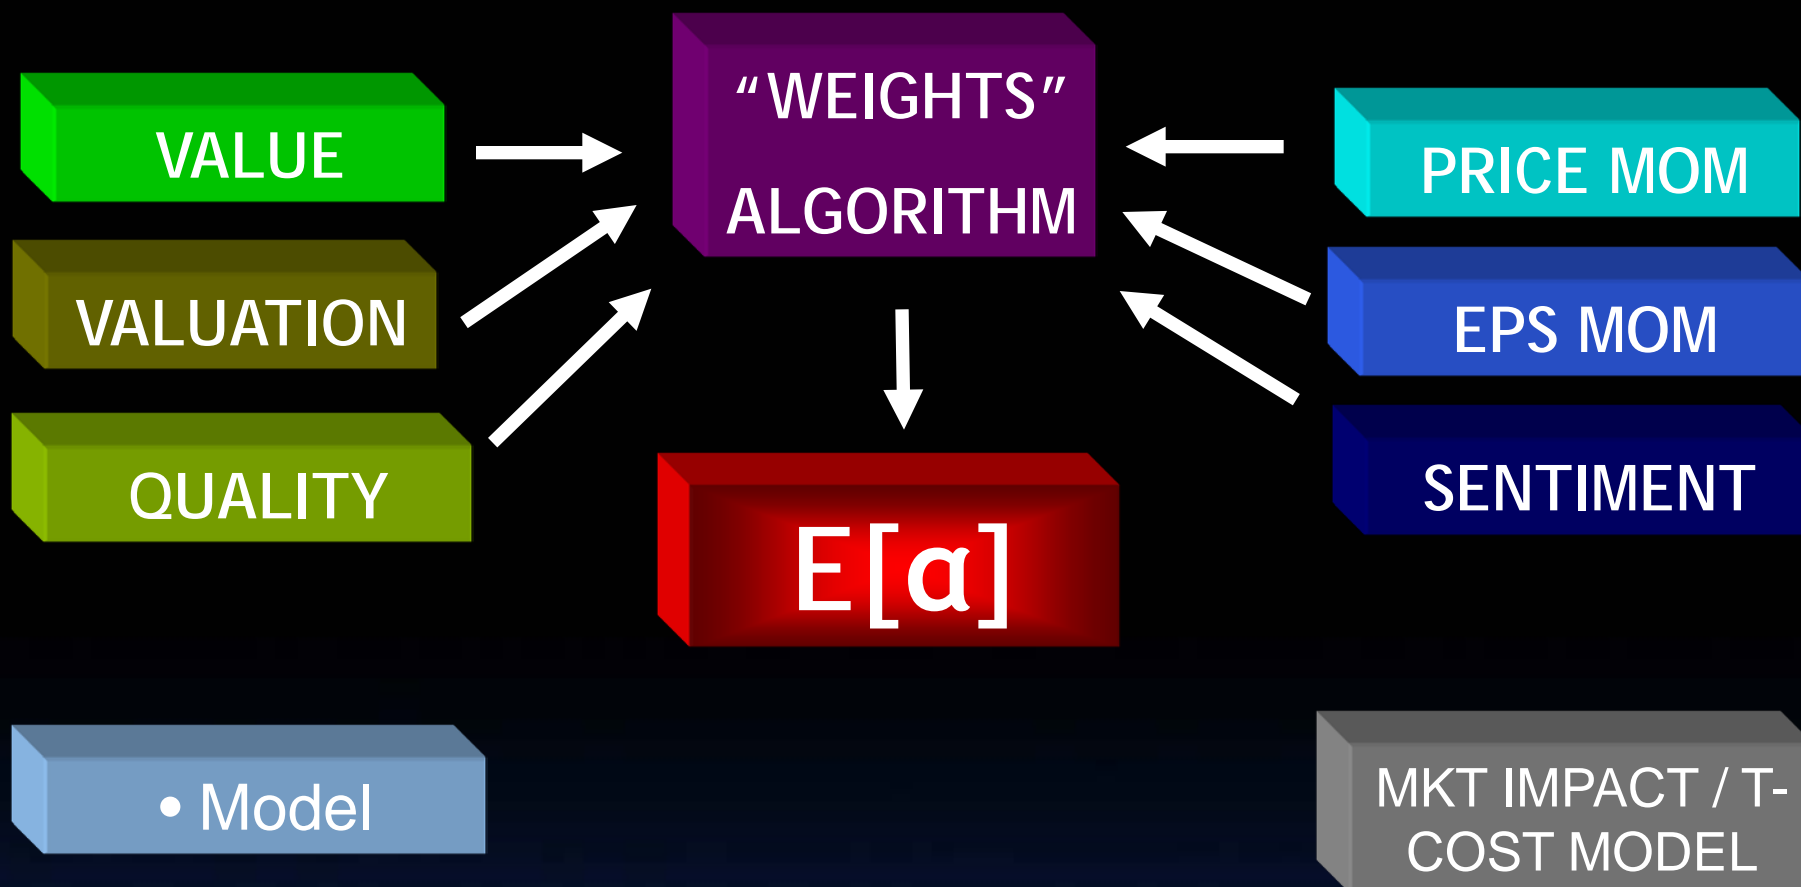 VALUE
VALUATION
QUALITY
“WEIGHTS”
ALGORITHM
E[α]
PRICE MOM
EPS MOM
SENTIMENT
• Model
MKT IMPACT / T-
COST MODEL